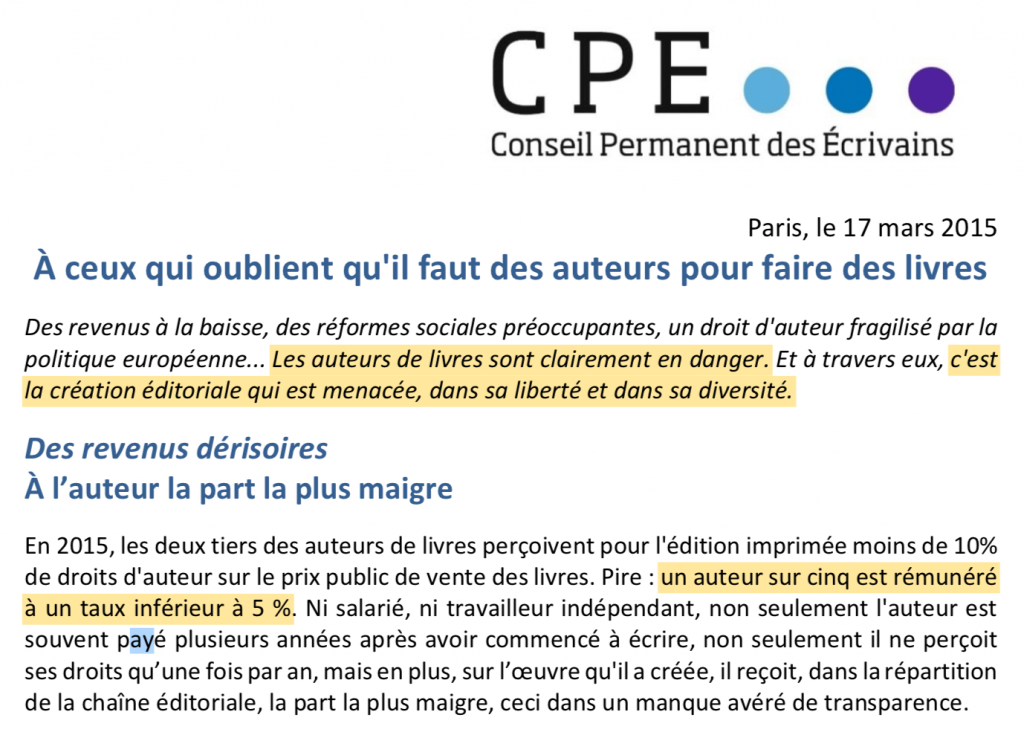 CPE
Conseil Permanent des Écrivains
Paris, le 17 mars 2015
À ceux qui oublient qu'il faut des auteurs pour faire des livres
Des revenus à la baisse, des réformes sociales préoccupantes, un droit d'auteur fragilisé par la
politique européenne... Les auteurs de livres sont clairement en danger. Et à travers eux, c'est
la création éditoriale qui est menacée, dans sa liberté et dans sa diversité.
Des revenus dérisoires
À l’auteur la part la plus maigre
En 2015, les deux tiers des auteurs de livres perçoivent pour l'édition imprimée moins de 10%
de droits d'auteur sur le prix public de vente des livres. Pire : un auteur sur cinq est rémunéré
à un taux inférieur à 5 %. Ni salarié, ni travailleur indépendant, non seulement l'auteur est
souvent payé plusieurs années après avoir commencé à écrire, non seulement il ne perçoit
ses droits qu’une fois par an, mais en plus, sur l’œuvre qu'il a créée, il reçoit, dans la répartition
de la chaîne éditoriale, la part la plus maigre, ceci dans un manque avéré de transparence.